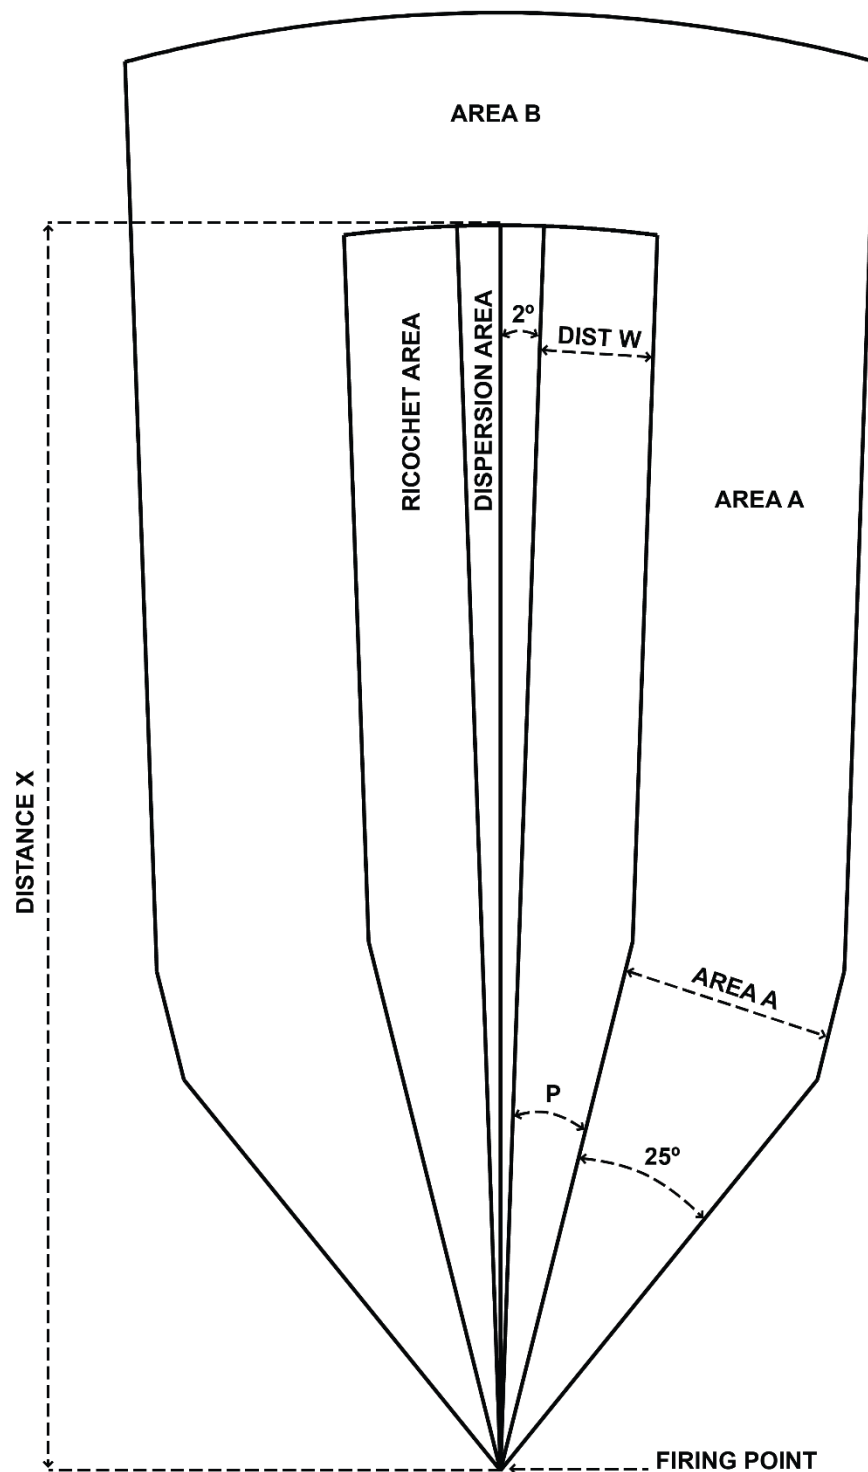 AREA B
RICOCHET AREA
DISPERSION AREA
2º
DIST W
AREA A
DISTANCE X
AREA A
P
25º
FIRING POINT